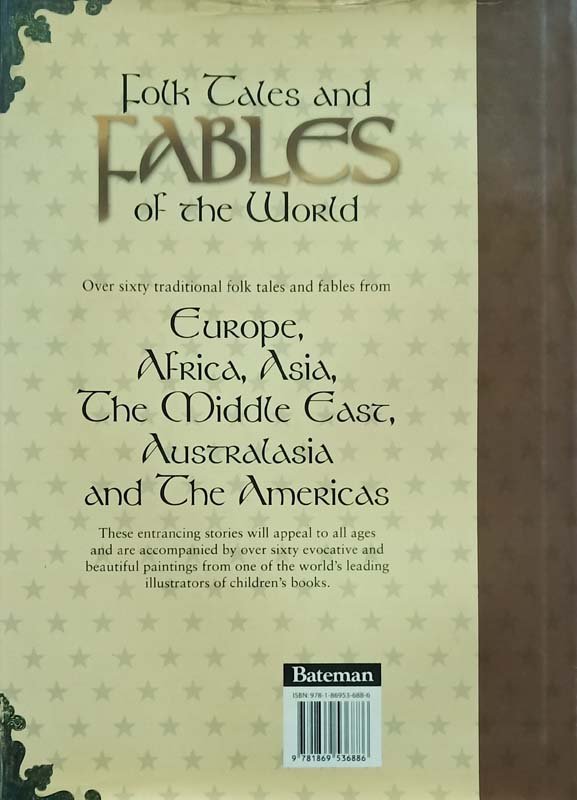 Folk Tales and
FABLES
of the World
Over sixty traditional folk tales and fables from
Europe,
Africa, Asia,
The Middle East,
Australasia
and The Americas
These entrancing stories will appeal to all ages
and are accompanied by over sixty evocative and
beautiful paintings from one of the world's leading
illustrators of children's books.
Bateman
ISBN: 978-1-86953-688-6
9 781869 536886